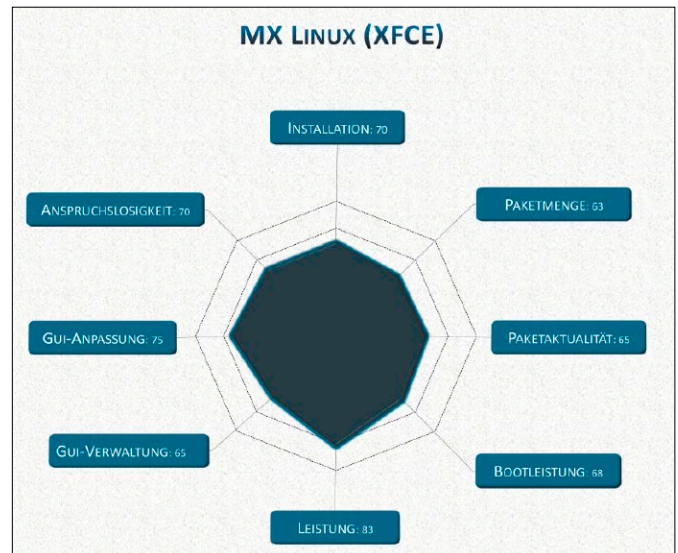 MX LINUX (XFCE)
INSTALLATION: 70
ANSPRUCHSLOSIGKEIT: 70
PAKETMENGE: 63
GUI-ANPASSUNG: 75
PAKETAKTUALITÄT: 65
GUI-VERWALTUNG: 65
BOOTLEISTUNG: 68
LEISTUNG: 83